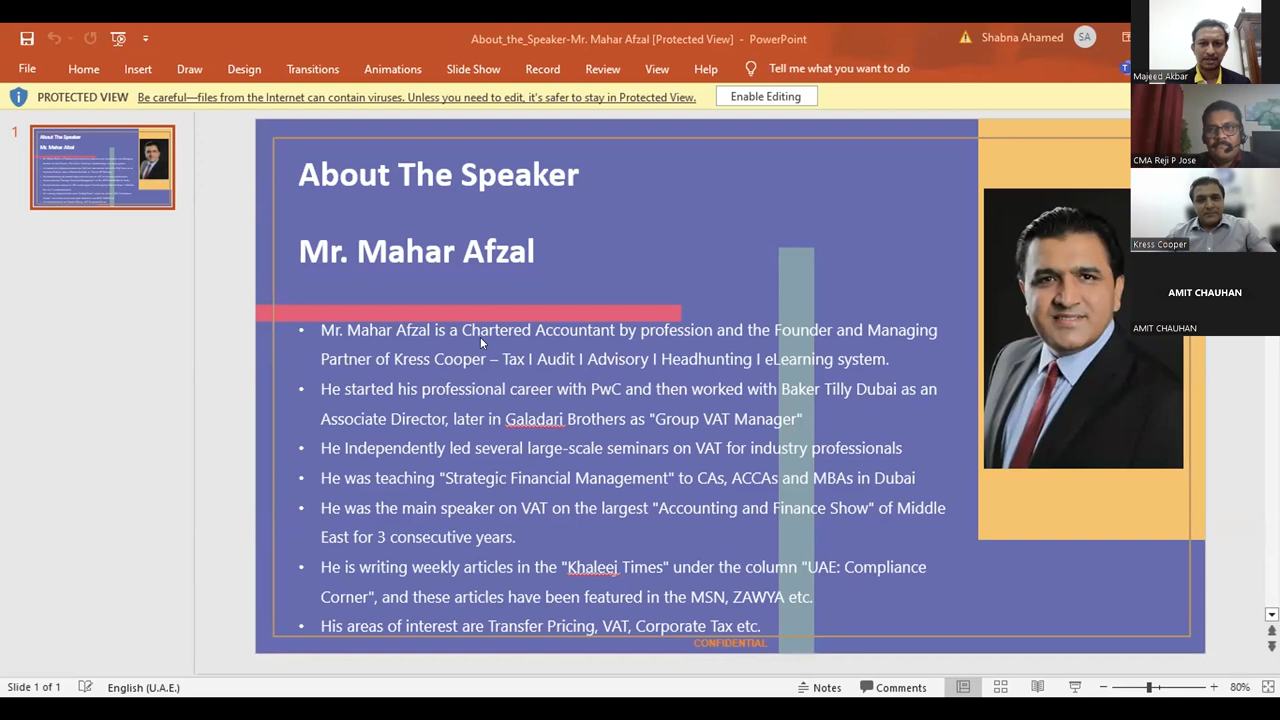 About_the_Speaker-Mr. Mahar Afzal [Protected View] - PowerPoint
Shabna Ahamed
SA
File Home Insert Draw Design Transitions Animations Slide Show Record Review View Help Tell me what you want to do
PROTECTED VIEW Be careful—files from the Internet can contain viruses. Unless you need to edit, it's safer to stay in Protected View. Enable Editing
1
About The Speaker
Mr. Mahar Afzal
About The Speaker
Mr. Mahar Afzal
• Mr. Mahar Afzal is a Chartered Accountant by profession and the Founder and Managing
Partner of Kress Cooper – Tax I Audit I Advisory I Headhunting I eLearning system.
• He started his professional career with PwC and then worked with Baker Tilly Dubai as an
Associate Director, later in Galadari Brothers as "Group VAT Manager"
• He Independently led several large-scale seminars on VAT for industry professionals
• He was teaching "Strategic Financial Management" to CAs, ACCAs and MBAs in Dubai
• He was the main speaker on VAT on the largest "Accounting and Finance Show" of Middle
East for 3 consecutive years.
• He is writing weekly articles in the "Khaleej Times" under the column "UAE: Compliance
Corner", and these articles have been featured in the MSN, ZAWYA etc.
• His areas of interest are Transfer Pricing, VAT, Corporate Tax etc.
CONFIDENTIAL
Majeed Akbar
CMA Reji P Jose
Kress Cooper
AMIT CHAUHAN
AMIT CHAUHAN
Slide 1 of 1 English (U.A.E.) Notes Comments 80%